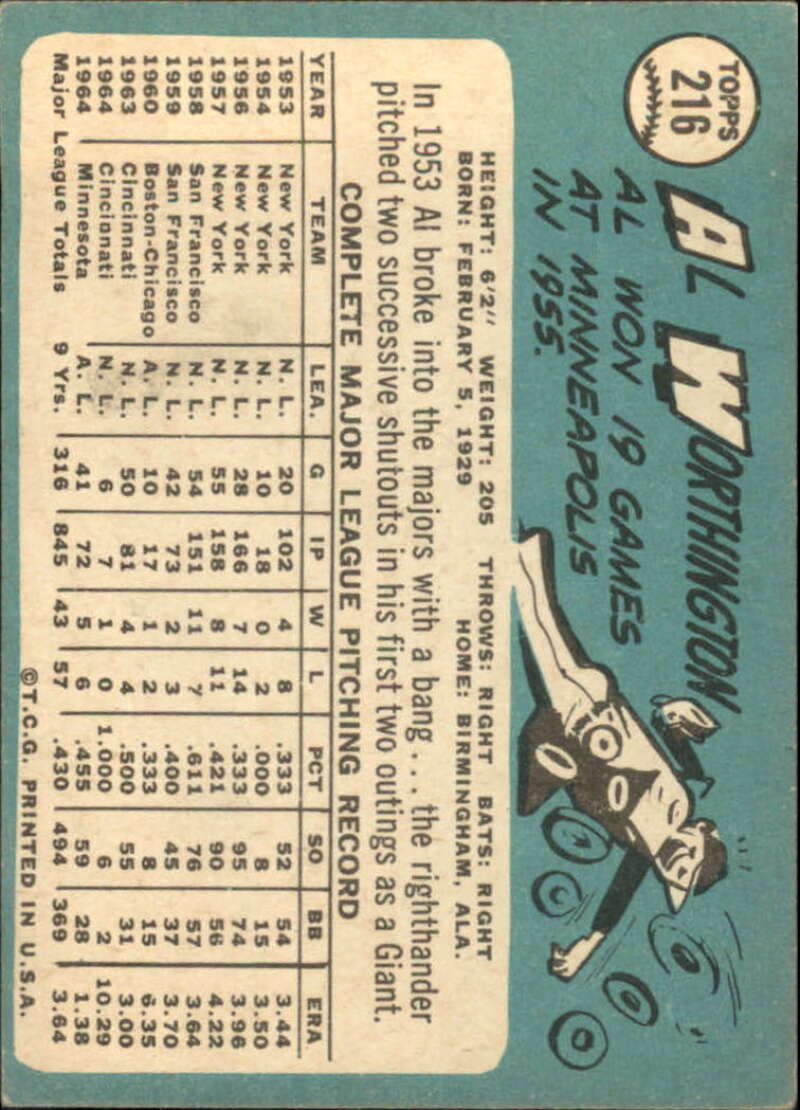 TOPPS
216
AL WORTHINGTON
AL WON 19 GAMES
AT MINNEAPOLIS
IN 1955.
HEIGHT: 6'2" WEIGHT: 205 THROWS: RIGHT BATS: RIGHT
BORN: FEBRUARY 5, 1929 HOME: BIRMINGHAM, ALA.
In 1953 Al broke into the majors with a bang... the righthander
pitched two successive shutouts in his first two outings as a Giant.
COMPLETE MAJOR LEAGUE PITCHING RECORD
YEAR TEAM LEA. G IP W L PCT SO BB ERA
1953 New York N. L. 20 102 4 8 .333 52 54 3.44
1954 New York N. L. 10 18 0 2 .000 8 15 3.50
1956 New York N. L. 28 166 7 14 .333 95 74 3.96
1957 New York N. L. 55 158 8 11 .421 90 56 4.22
1958 San Francisco N. L. 54 151 11 7 .611 76 57 3.64
1959 San Francisco N. L. 42 73 2 3 .400 45 37 3.70
1960 Boston-Chicago A. L. 10 17 1 2 .333 8 15 6.35
1963 Cincinnati N. L. 50 81 4 4 .500 55 31 3.00
1964 Cincinati N. L. 6 7 1 0 1.000 6 2 10.29
1964 Minnesota A. L. 41 72 5 6 .455 59 28 1.38
Major League Totals 9 Yrs. 316 845 43 57 .430 494 369 3.64
©T.C.G. PRINTED IN U.S.A.